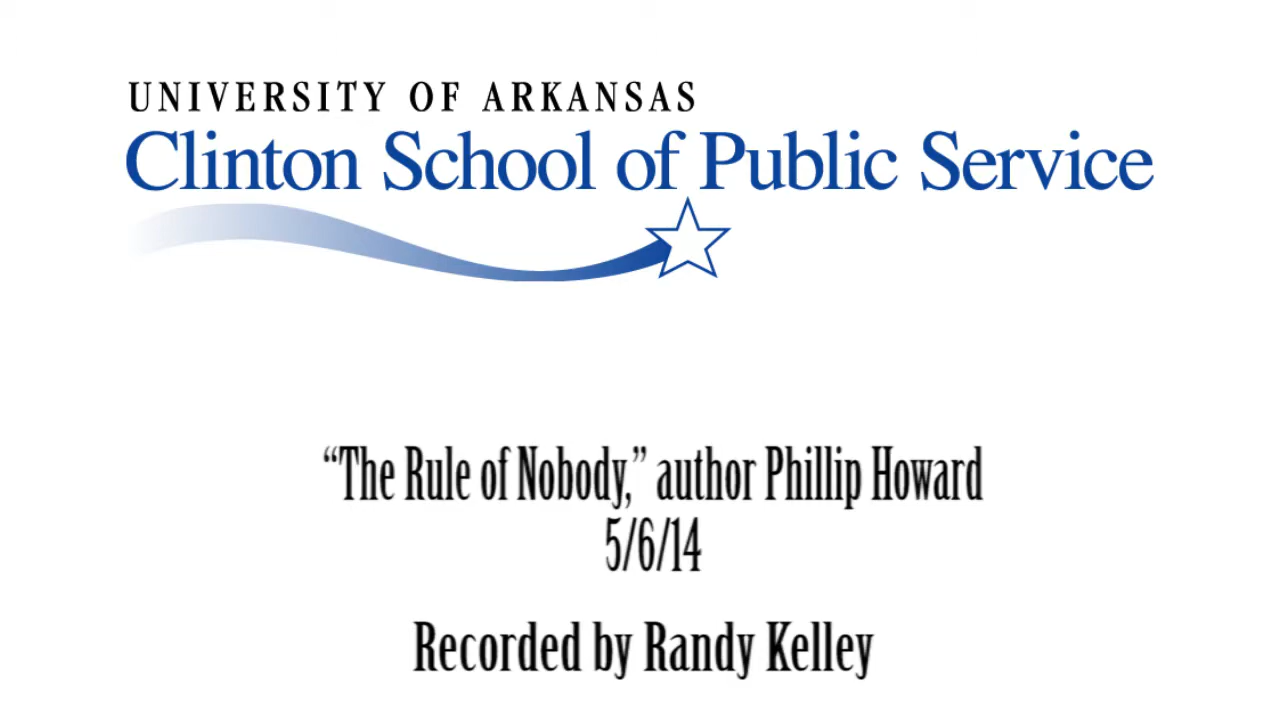 UNIVERSITY OF ARKANSAS
Clinton School of Public Service
“The Rule of Nobody,” author Phillip Howard
5/6/14
Recorded by Randy Kelley